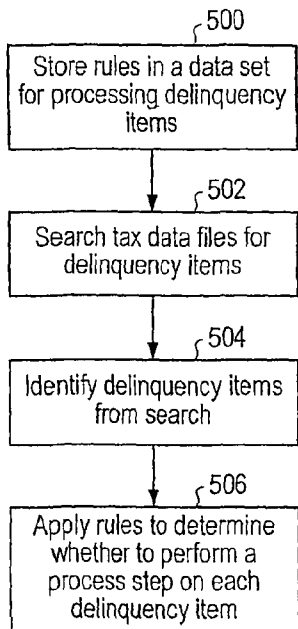 500
Store rules in a data set
for processing delinquency
items
502
Search tax data files for
delinquency items
504
Identify delinquency items
from search
506
Apply rules to determine
whether to perform a
process step on each
delinquency item